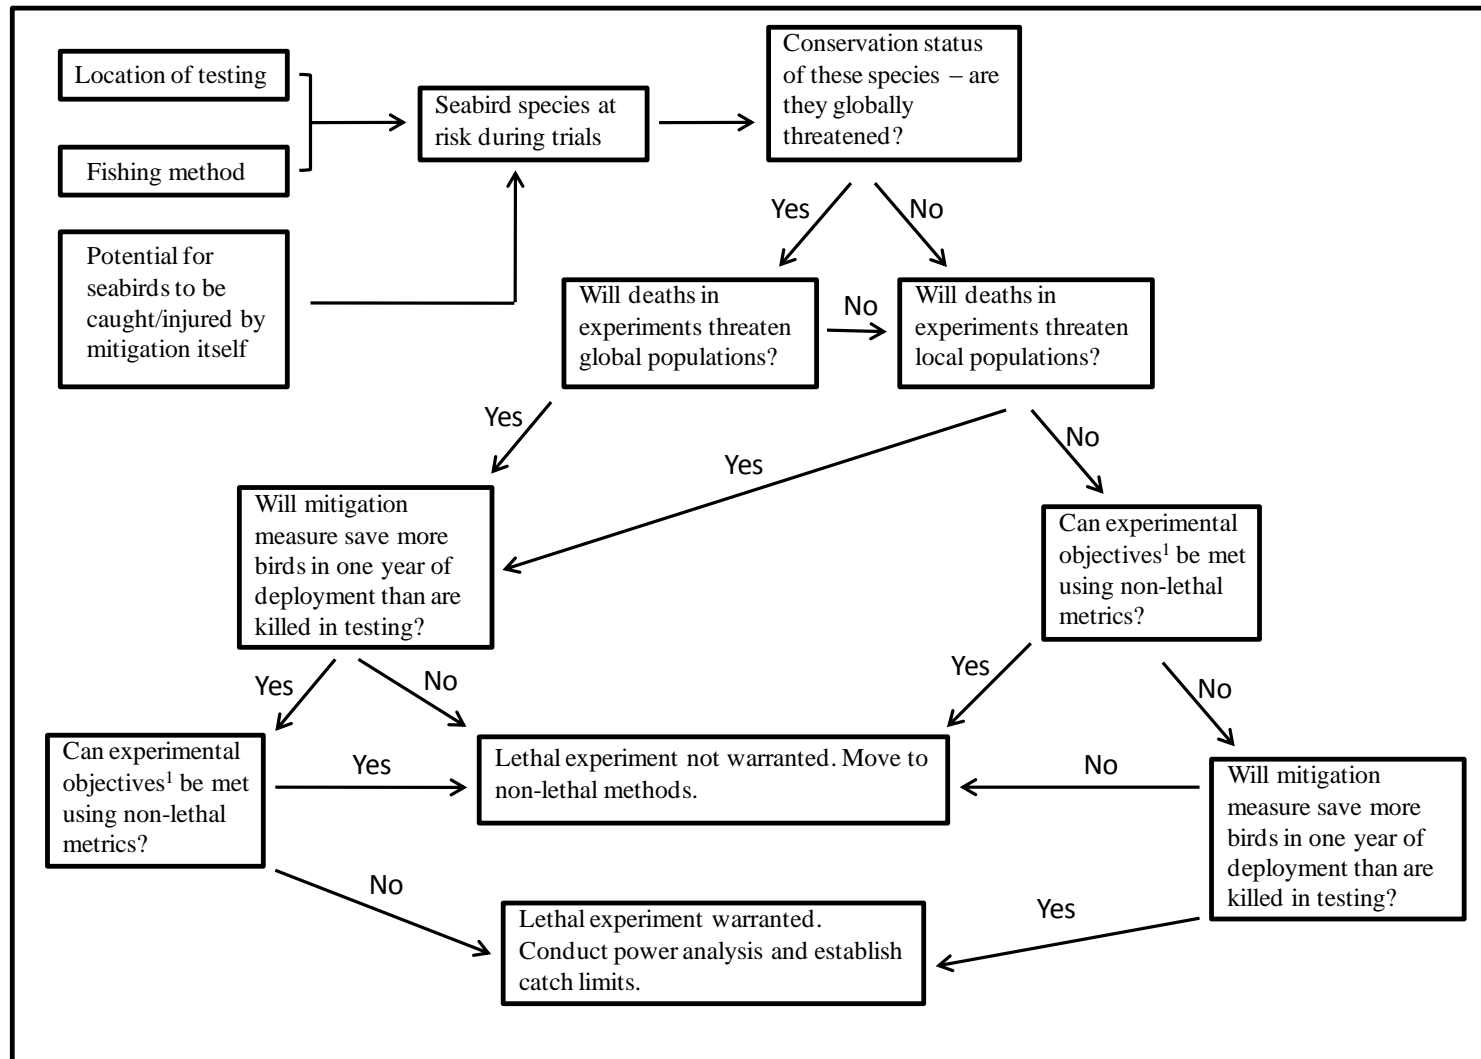 Location of testing
Fishing method
Potential for
seabirds to be
caught/injured by
mitigation itself
Seabird species at
risk during trials
Conservation status
of these species – are
they globally
threatened?
Yes
No
Will deaths in
experiments threaten
global populations?
No
Will deaths in
experiments threaten
local populations?
Yes
Yes
No
Will mitigation
measure save more
birds in one year of
deployment than are
killed in testing?
Can experimental
objectives¹ be met
using non-lethal
metrics?
Yes
No
Yes
No
Can experimental
objectives¹ be met
using non-lethal
metrics?
Yes
Lethal experiment not warranted. Move to
non-lethal methods.
No
Will mitigation
measure save more
birds in one year of
deployment than are
killed in testing?
No
Lethal experiment warranted.
Conduct power analysis and establish
catch limits.
Yes